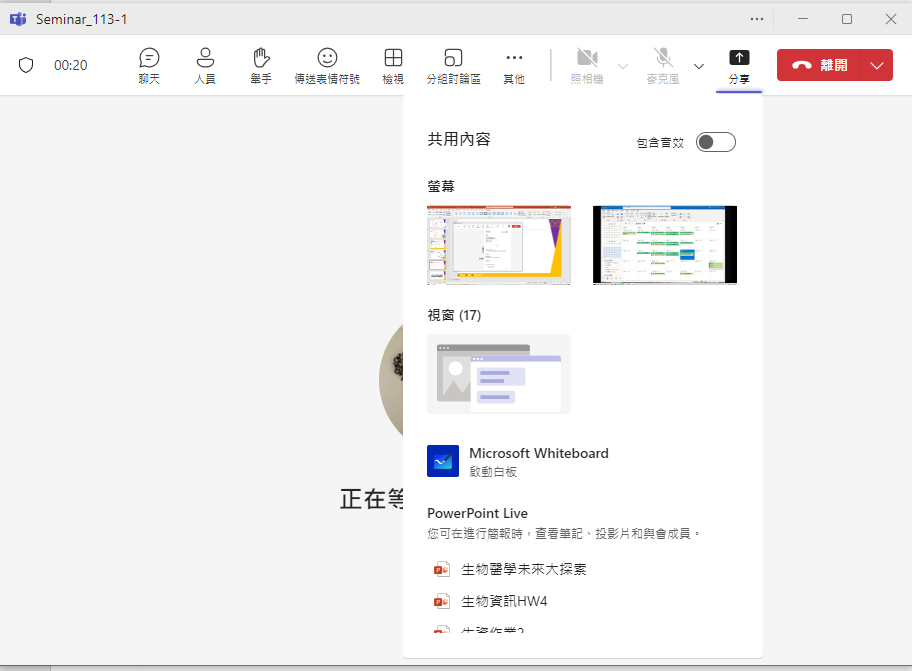 Seminar_113-1
00:20
聊天
人員
舉手
傳送表情符號
檢視
分組討論區
其他
照相機
麥克風
分享
離開
共用內容
包含音效
螢幕
視窗 (17)
Microsoft Whiteboard
啟動白板
正在等
PowerPoint Live
您可在進行簡報時，查看筆記、投影片和與會成員。
生物醫學未來大探索
生物資訊HW4
生資作業2